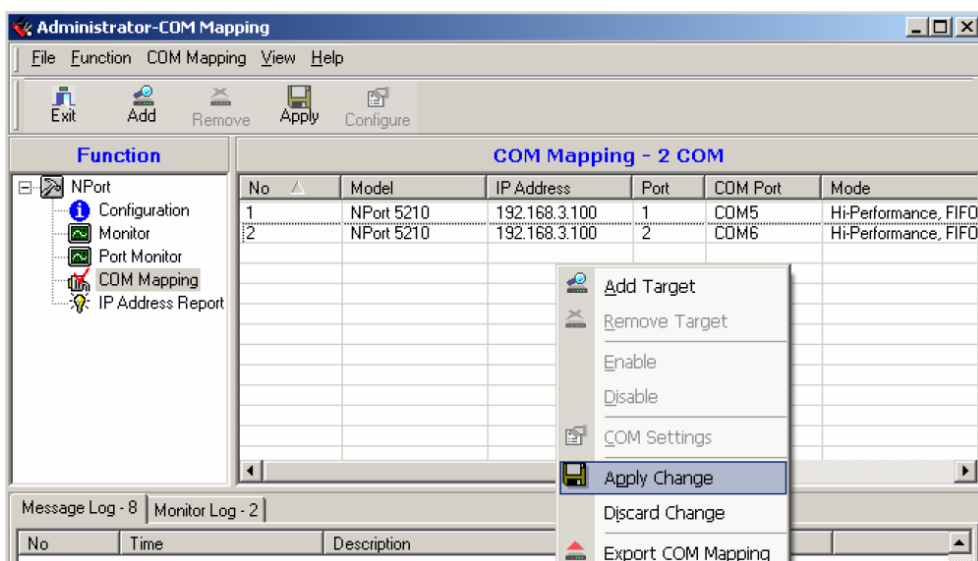 Administrator-COM Mapping
File Function COM Mapping View Help
Exit Add Remove Apply Configure
Function
COM Mapping - 2 COM
NPort
Configuration
Monitor
Port Monitor
COM Mapping
IP Address Report
No Model IP Address Port COM Port Mode
1 NPort 5210 192.168.3.100 1 COM5 Hi-Performance, FIFO
2 NPort 5210 192.168.3.100 2 COM6 Hi-Performance, FIFO
Add Target
Remove Target
Enable
Disable
COM Settings
Apply Change
Discard Change
Export COM Mapping
Message Log - 8 Monitor Log - 2
No Time Description